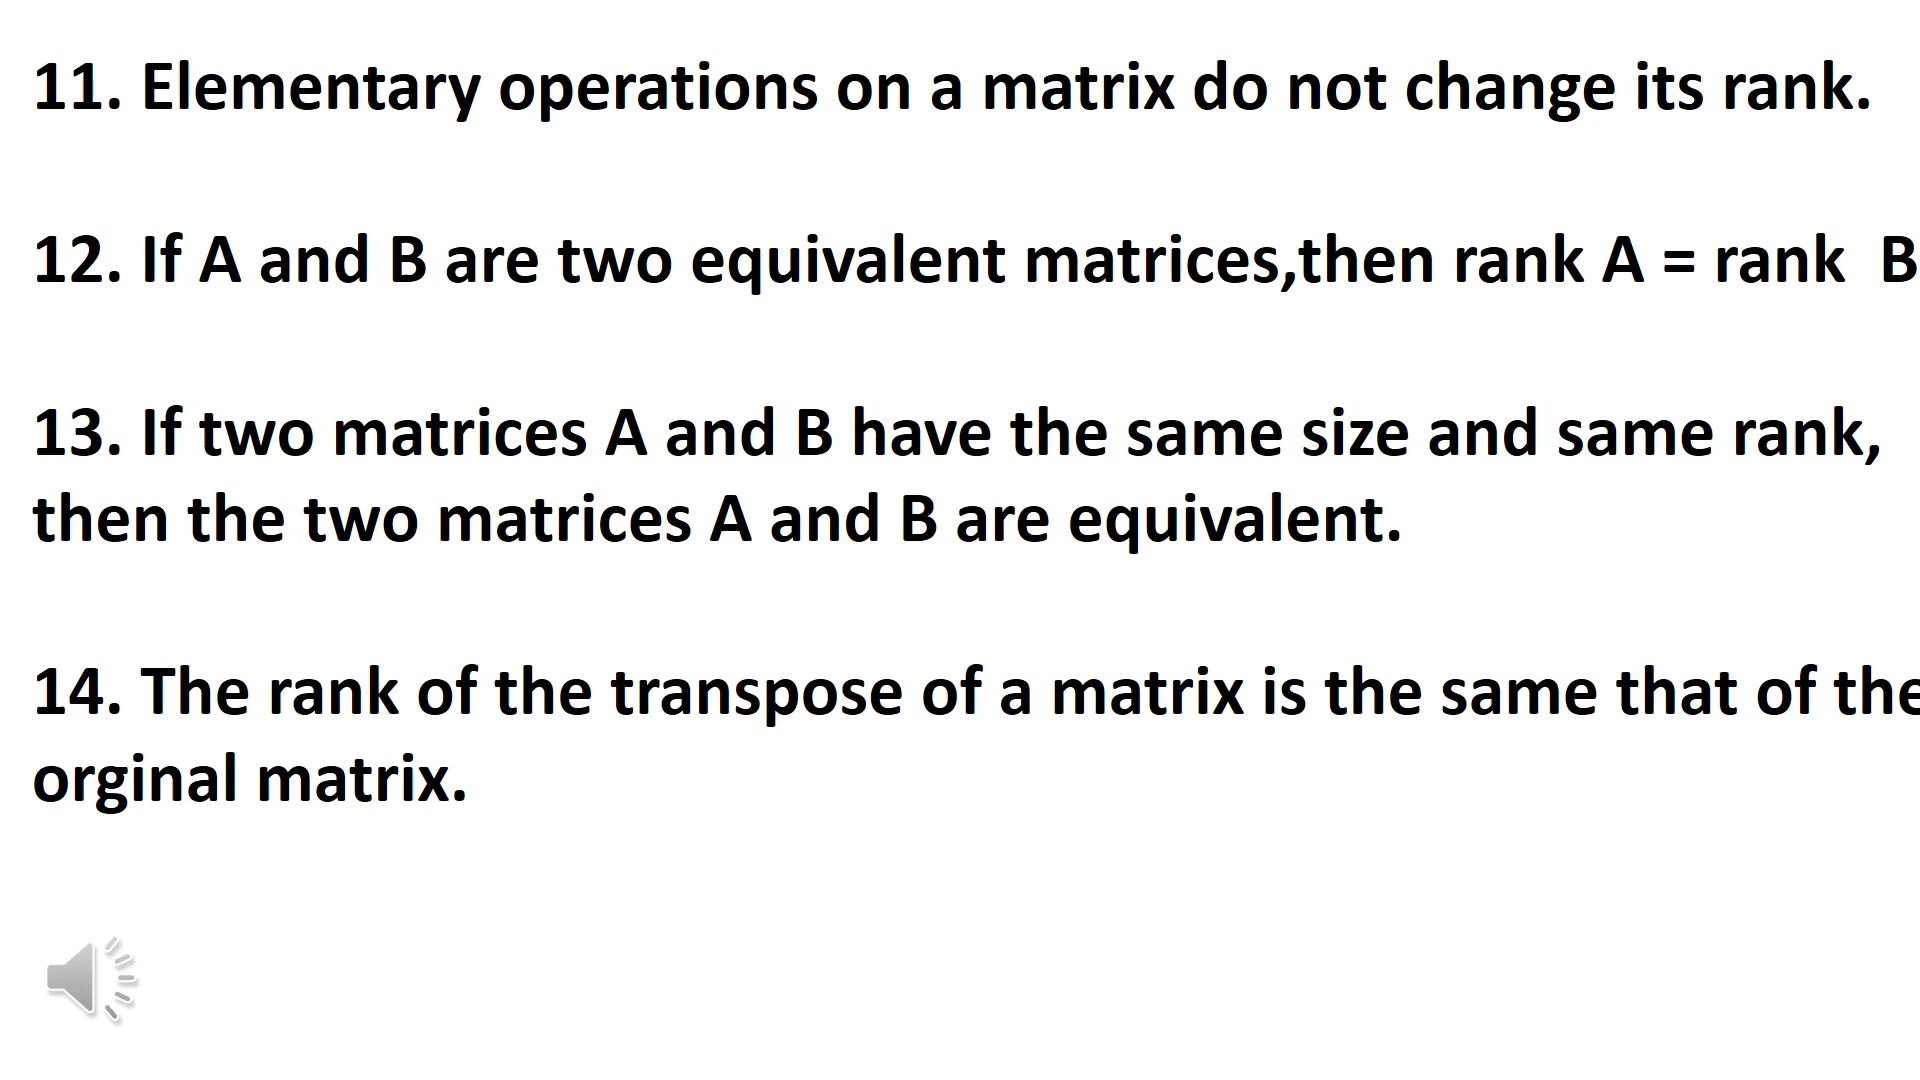 11. Elementary operations on a matrix do not change its rank.
12. If A and B are two equivalent matrices,then rank A = rank  B
13. If two matrices A and B have the same size and same rank,
then the two matrices A and B are equivalent.
14. The rank of the transpose of a matrix is the same that of the
orginal matrix.